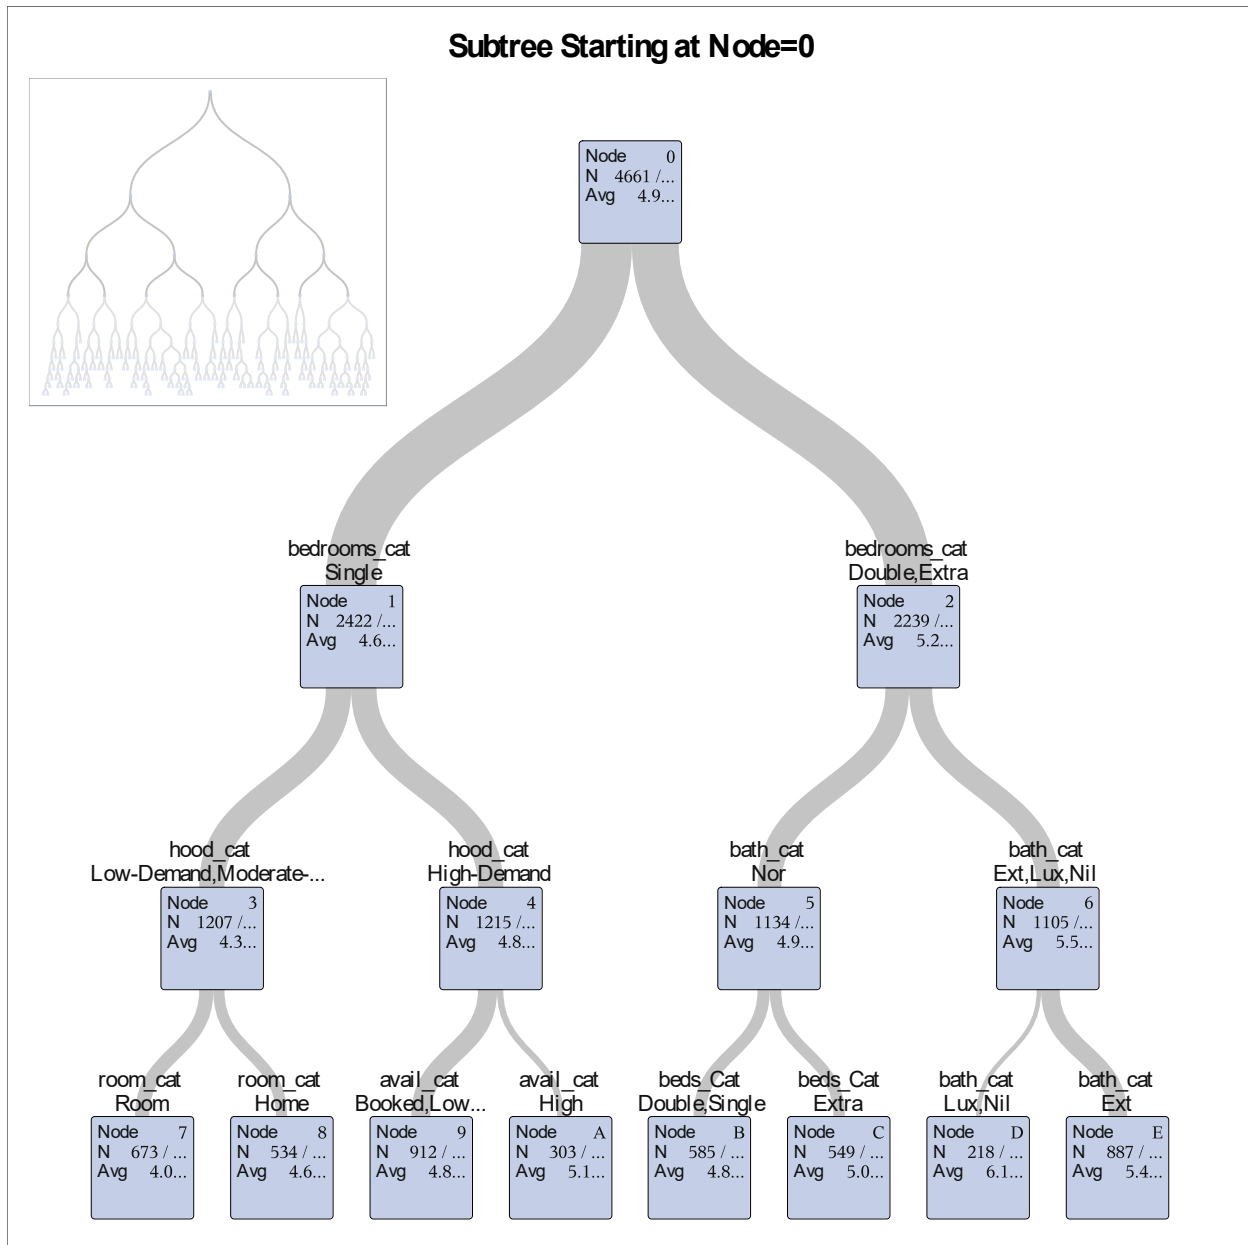 Subtree Starting at Node=0
Node 0
N 4661 /...
Avg 4.9...
bedrooms_cat
Single
Node 1
N 2422 /...
Avg 4.6...
bedrooms_cat
Double,Extra
Node 2
N 2239 /...
Avg 5.2...
hood_cat
Low-Demand,Moderate-...
Node 3
N 1207 /...
Avg 4.3...
hood_cat
High-Demand
Node 4
N 1215 /...
Avg 4.8...
bath_cat
Nor
Node 5
N 1134 /...
Avg 4.9...
bath_cat
Ext,Lux,Nil
Node 6
N 1105 /...
Avg 5.5...
room_cat
Room
Node 7
N 673 / ...
Avg 4.0...
room_cat
Home
Node 8
N 534 / ...
Avg 4.6...
avail_cat
Booked,Low...
Node 9
N 912 / ...
Avg 4.8...
avail_cat
High
Node A
N 303 / ...
Avg 5.1...
beds_Cat
Double,Single
Node B
N 585 / ...
Avg 4.8...
beds_Cat
Extra
Node C
N 549 / ...
Avg 5.0...
bath_cat
Lux,Nil
Node D
N 218 / ...
Avg 6.1...
bath_cat
Ext
Node E
N 887 / ...
Avg 5.4...